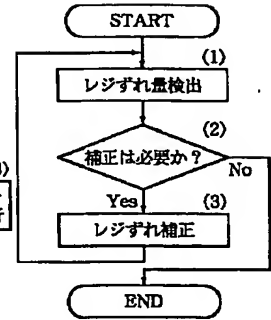 START
(1)
レジずれ量検出
(2)
補正は必要か?
No
Yes
(3)
レジずれ補正
END